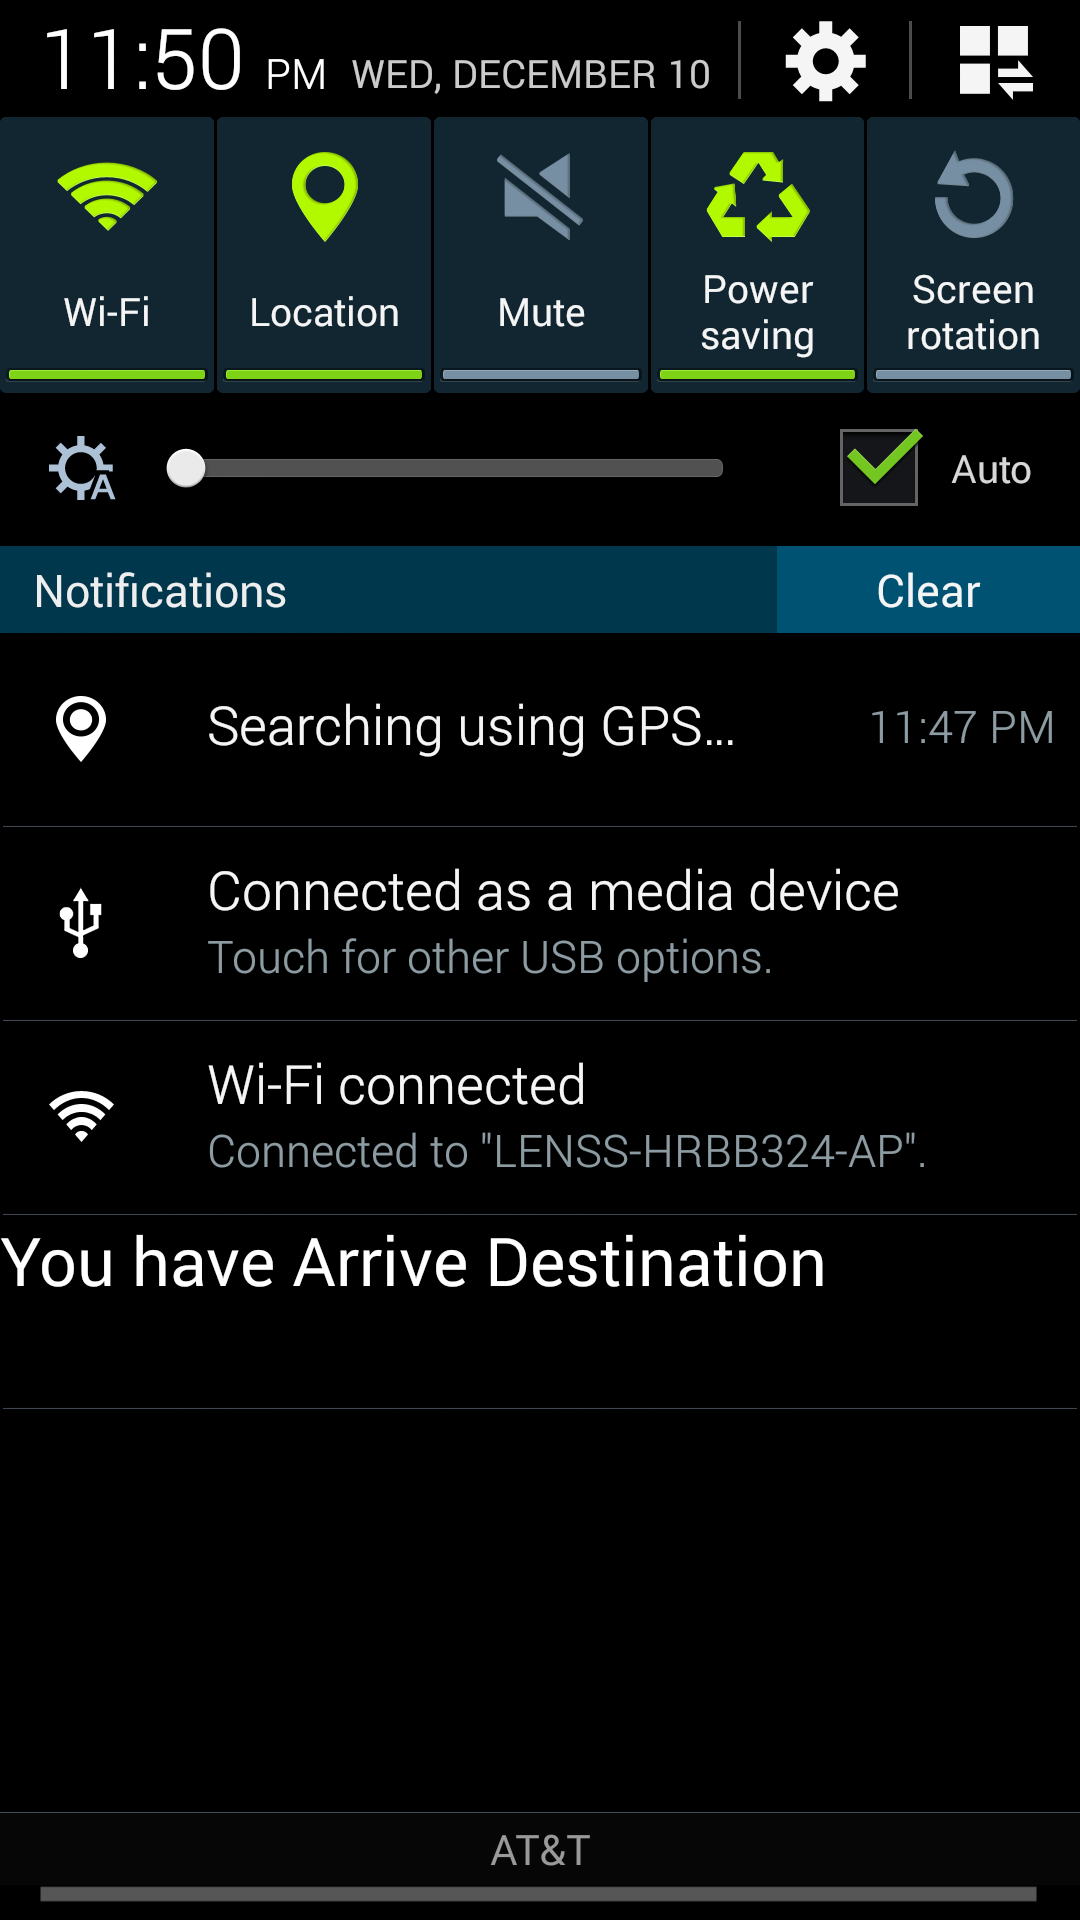 11:50 PM WED, DECEMBER 10
Wi-Fi
Location
Mute
Power
saving
Screen
rotation
A
Auto
Notifications
Clear
Searching using GPS... 11:47 PM
Connected as a media device
Touch for other USB options.
Wi-Fi connected
Connected to "LENSS-HRBB324-AP".
You have Arrive Destination
AT&T